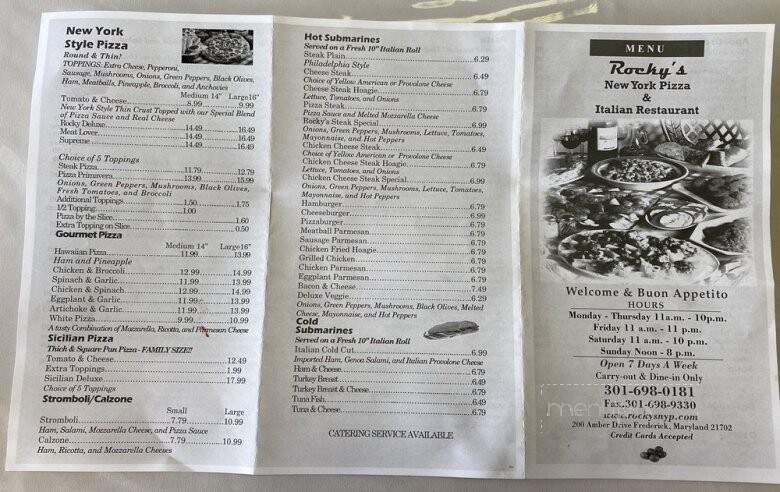 New York
Style Pizza
Round & Thin!
TOPPINGS: Extra Cheese, Pepperoni,
Sausage, Mushrooms, Onions, Green Peppers, Black Olives,
Ham, Meatballs, Pineapple, Broccoli, and Anchovies
Medium 14" Large 16"
Tomato & Cheese 8.99 9.99
New York Style Thin Crust Topped with our Special Blend
of Pizza Sauce and Real Cheese
Rocky Deluxe 14.49 16.49
Meat Lover 14.49 16.49
Supreme 14.49 16.49
Choice of 5 Toppings
Steak Pizza 11.79 12.79
Pizza Primavera 13.99 15.99
Onions, Green Peppers, Mushrooms, Black Olives,
Fresh Tomatoes, and Broccoli
Additional Toppings 1.50 1.75
1/2 Topping 1.00
Pizza by the Slice 1.60
Extra Topping on Slice 0.50
Gourmet Pizza
Medium 14" Large 16"
Hawaiian Pizza 11.99 13.99
Ham and Pineapple
Chicken & Broccoli 12.99 14.99
Spinach & Garlic 11.99 13.99
Chicken & Spinach 12.99 14.99
Eggplant & Garlic 11.99 13.99
Artichoke & Garlic 11.99 13.99
White Pizza 9.99 10.99
A tasty Combination of Mozzarella, Ricotta, and Parmesan Cheese
Sicilian Pizza
Thick & Square Pan Pizza - FAMILY SIZE!!
Tomato & Cheese 12.49
Extra Toppings 1.99
Sicilian Deluxe 17.99
Choice of 5 Toppings
Stromboli/Calzone
Small Large
Stromboli 7.79 10.99
Ham, Salami, Mozzarella Cheese, and Pizza Sauce
Calzone 7.79 10.99
Ham, Ricotta, and Mozzarella Cheeses
Hot Submarines
Served on a Fresh 10" Italian Roll
Steak Plain 6.29
Philadelphia Style
Cheese Steak 6.49
Choice of Yellow American or Provolone Cheese
Cheese Steak Hoagie 6.79
Lettuce, Tomatoes, and Onions
Pizza Steak 6.79
Pizza Sauce and Melted Mozzarella Cheese
Rocky's Steak Special 6.99
Onions, Green Peppers, Mushrooms, Lettuce, Tomatoes,
Mayonnaise, and Hot Peppers
Chicken Cheese Steak 6.49
Choice of Yellow American or Provolone Cheese
Chicken Cheese Steak Hoagie 6.79
Lettuce, Tomatoes, and Onions
Chicken Cheese Steak Special 6.99
Onions, Green Peppers, Mushrooms, Lettuce, Tomatoes,
Mayonnaise, and Hot Peppers
Hamburger 6.79
Cheeseburger 6.99
Pizzaburger 6.79
Meatball Parmesan 6.79
Sausage Parmesan 6.79
Chicken Fried Hoagie 6.79
Grilled Chicken 6.79
Chicken Parmesan 6.79
Eggplant Parmesan 6.79
Bacon & Cheese 7.49
Deluxe Veggie 6.29
Onions, Green Peppers, Mushrooms, Black Olives, Melted
Cheese, Mayonnaise, and Hot Peppers
Cold
Submarines
Served on a Fresh 10" Italian Roll
Italian Cold Cut 6.99
Imported Ham, Genoa Salami, and Italian Provolone Cheese
Ham & Cheese 6.79
Turkey Breast 6.49
Turkey Breast & Cheese 6.79
Tuna Fish 6.49
Tuna & Cheese 6.79
CATERING SERVICE AVAILABLE
MENU
Rocky's
New York Pizza
&
Italian Restaurant
Welcome & Buon Appetito
HOURS
Monday - Thursday 11a.m. - 10p.m.
Friday 11 a.m. - 11 p.m.
Saturday 11 a.m. - 10 p.m.
Sunday Noon - 8 p.m.
Open 7 Days A Week
Carry-out & Dine-in Only
301-698-0181
Fax.301-698-9330
www.rockysnyp.com
200 Amber Drive Frederick, Maryland 21702
Credit Cards Accepted